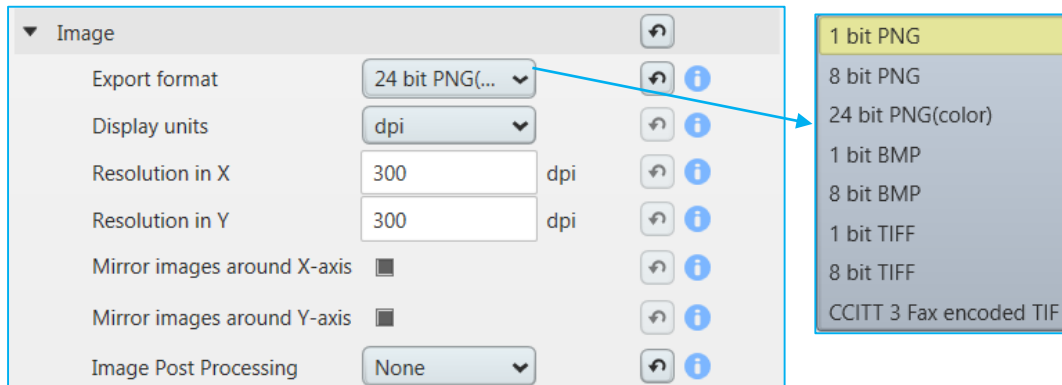 Image
Export format 24 bit PNG(...
Display units dpi
Resolution in X 300 dpi
Resolution in Y 300 dpi
Mirror images around X-axis
Mirror images around Y-axis
Image Post Processing None
1 bit PNG
8 bit PNG
24 bit PNG(color)
1 bit BMP
8 bit BMP
1 bit TIFF
8 bit TIFF
CCITT 3 Fax encoded TIF